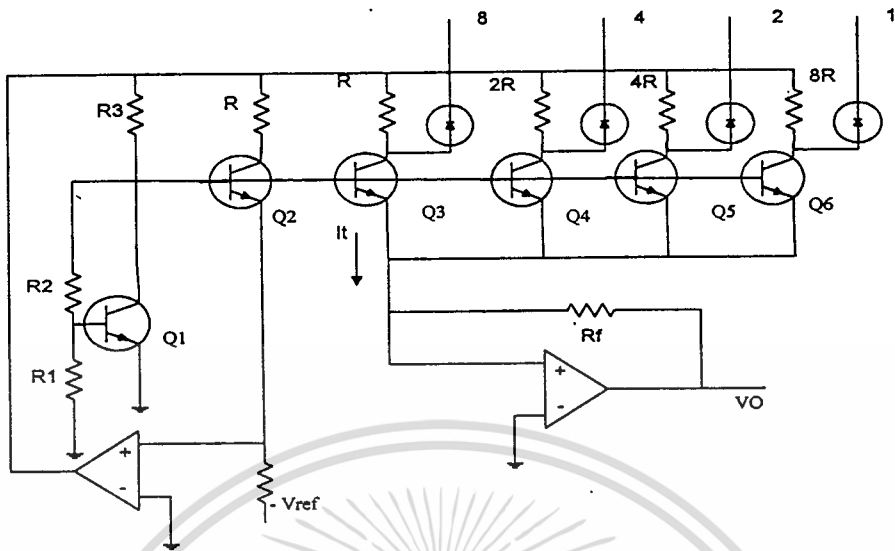 8 4 2 1
R3 R R 2R 4R 8R
Q2 Q3 Q4 Q5 Q6
It
R2
Q1
Rf
R1
+
+
-
VO
+
-
- Vref